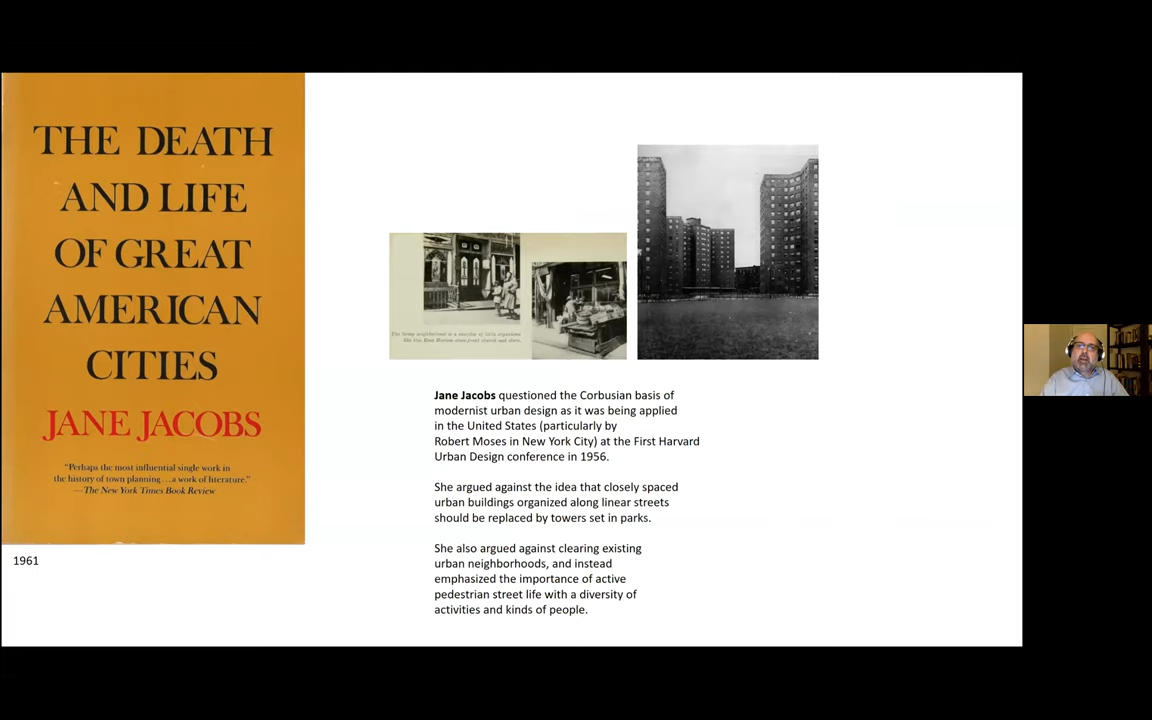 THE DEATH
AND LIFE
OF GREAT
AMERICAN
CITIES
JANE JACOBS
“Perhaps the most influential single work in
the history of town planning…a work of literature.”
—The New York Times Book Review
1961
Jane Jacobs questioned the Corbusian basis of
modernist urban design as it was being applied
in the United States (particularly by
Robert Moses in New York City) at the First Harvard
Urban Design conference in 1956.
She argued against the idea that closely spaced
urban buildings organized along linear streets
should be replaced by towers set in parks.
She also argued against clearing existing
urban neighborhoods, and instead
emphasized the importance of active
pedestrian street life with a diversity of
activities and kinds of people.